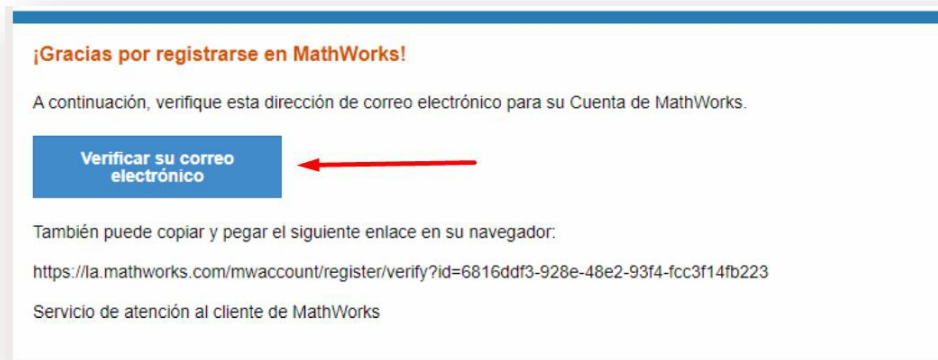 ¡Gracias por registrarse en MathWorks!
A continuación, verifique esta dirección de correo electrónico para su Cuenta de MathWorks.
Verificar su correo
electrónico
También puede copiar y pegar el siguiente enlace en su navegador:
https://la.mathworks.com/mwaccount/register/verify?id=6816ddf3-928e-48e2-93f4-fcc3f14fb223
Servicio de atención al cliente de MathWorks